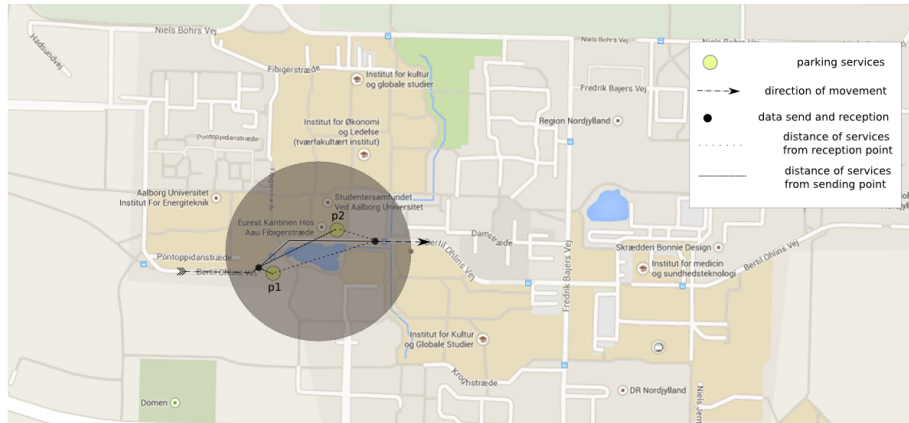 Niels Bohrs Vej
Niels Bohrs Vej
Niels Bohrs Vej
Hadsundvej
Fibigerstræde
Institut for kultur
og globale studier
Fredrik Bajers Vej
Institut for Økonomi
og Ledelse
(tværfakultært institut)
Region Nordjylland
Pontoppidanstræde
Aalborg Universitet
Institut For Energiteknik
Fibigerstræde
Studentersamfundet
Ved Aalborg Universitet
p2
Eurest Kantinen Hos
Aau Fibigerstræde
Damstræde
Bertil Ohlins Vej
Pontoppidanstræde
Bertil Ohlins Vej
p1
Fredrik Bajers Vej
Skrædderi Bonnie Design
Institut for medicin
og sundhedsteknologi
Bertil Ohlins Vej
Institut for Kultur
og Globale Studier
Kroghstræde
DR Nordjylland
Domen
parking services
direction of movement
data send and reception
distance of services
from reception point
distance of services
from sending point